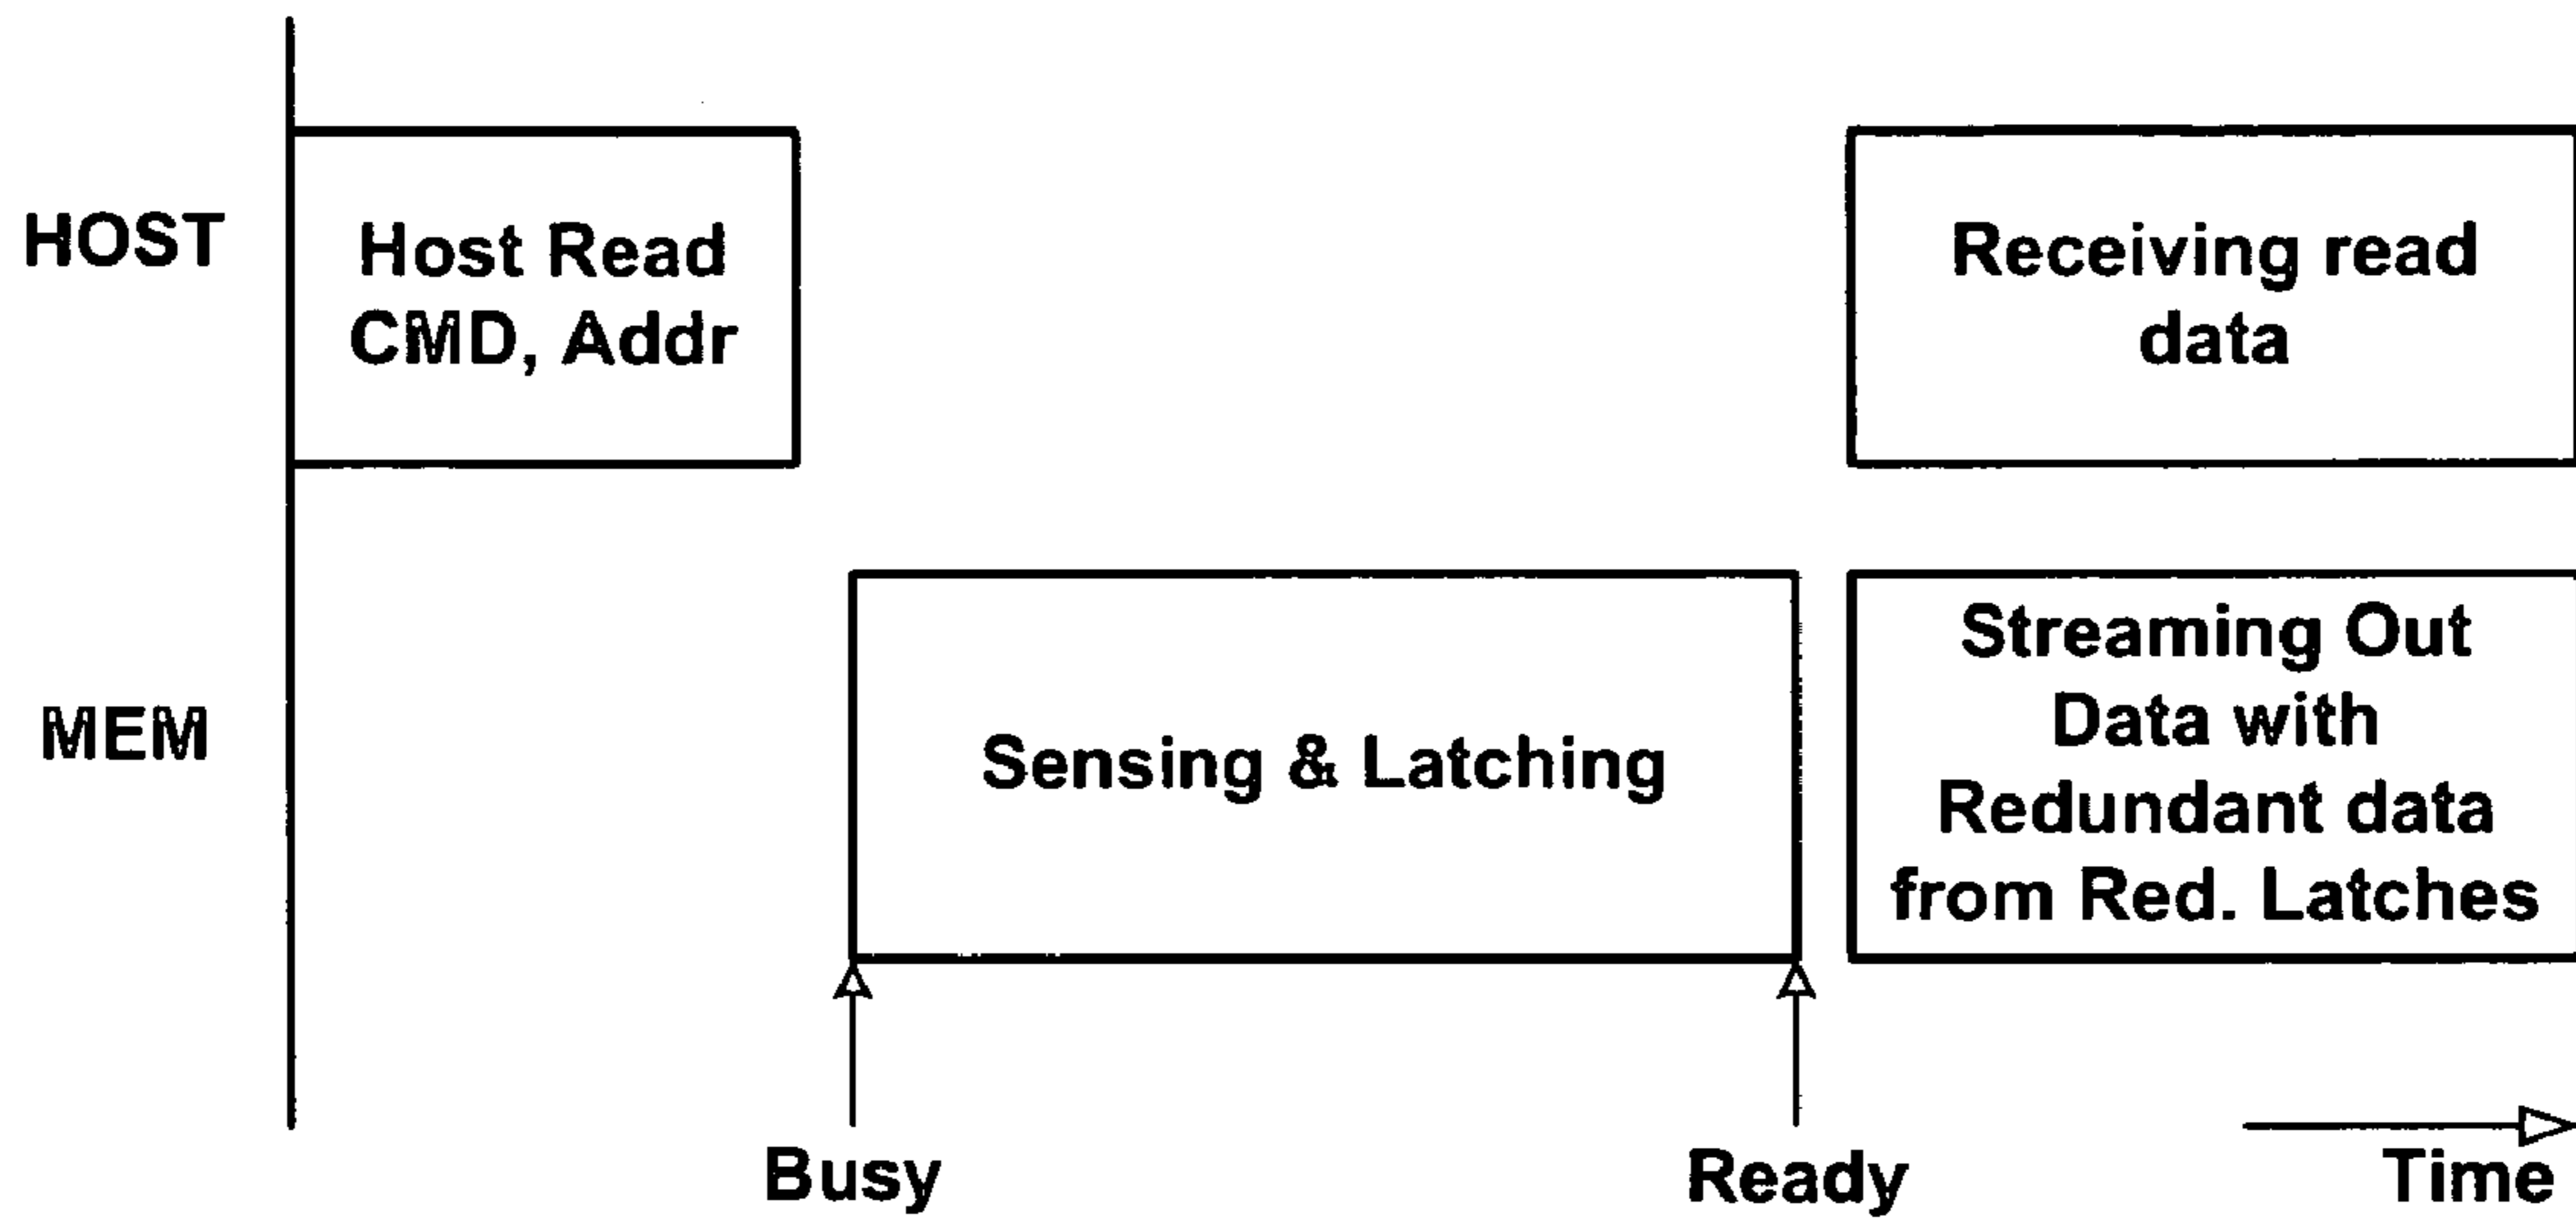 HOST
Host Read
CMD, Addr
Receiving read
data
MEM
Sensing & Latching
Streaming Out
Data with
Redundant data
from Red. Latches
Busy
Ready
Time